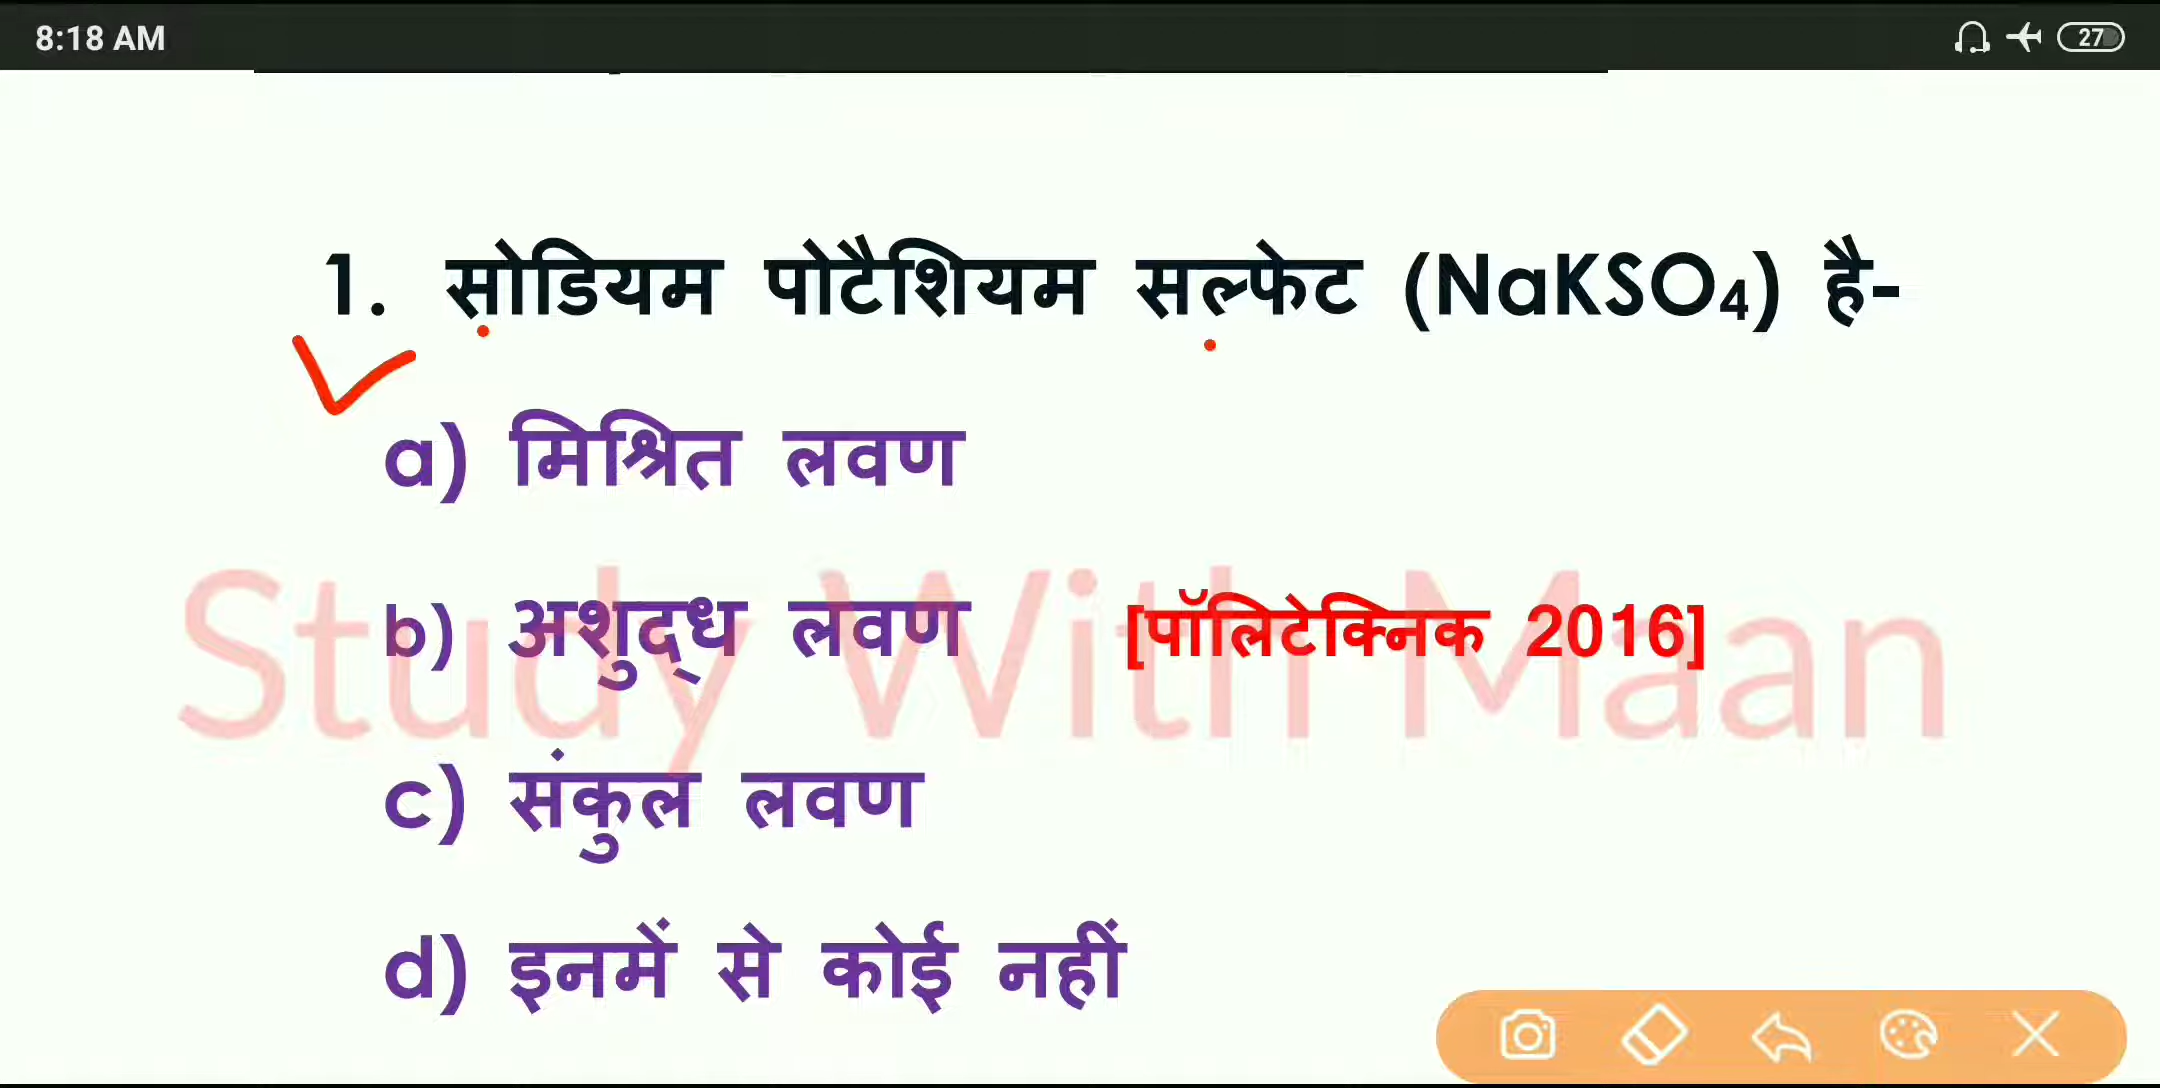 8:18 AM
27
1. सोडियम पोटैशियम सल्फेट (NaKSO₄) है-
a) मिश्रित लवण
b) अशुद्ध लवण [पॉलिटेक्निक 2016]
Study With Maan
c) संकुल लवण
d) इनमें से कोई नहीं